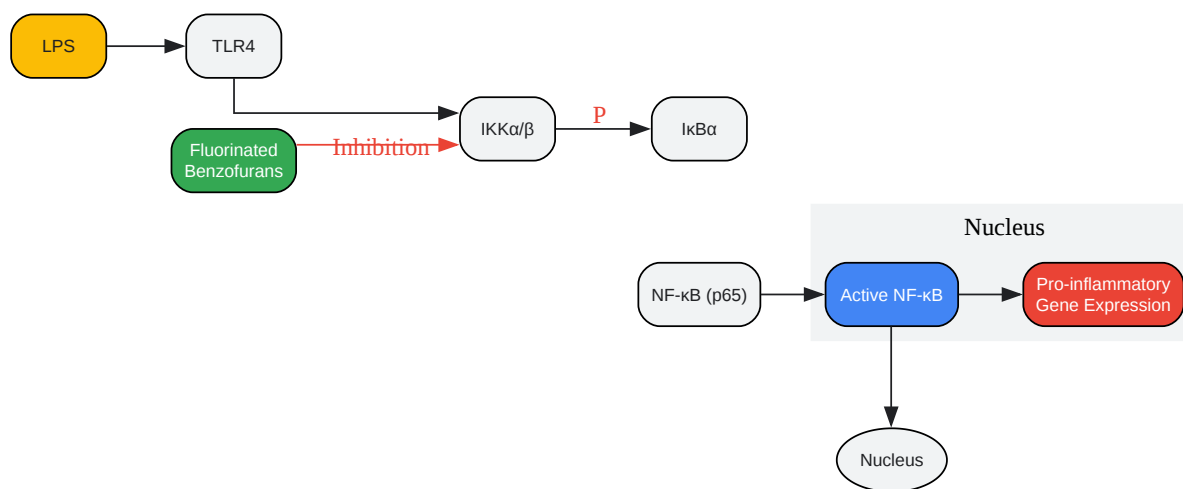 LPS
TLR4
IKKα/β
P
IκBα
Fluorinated
Benzofurans
Inhibition
Nucleus
NF-κB (p65)
Active NF-κB
Pro-inflammatory
Gene Expression
Nucleus